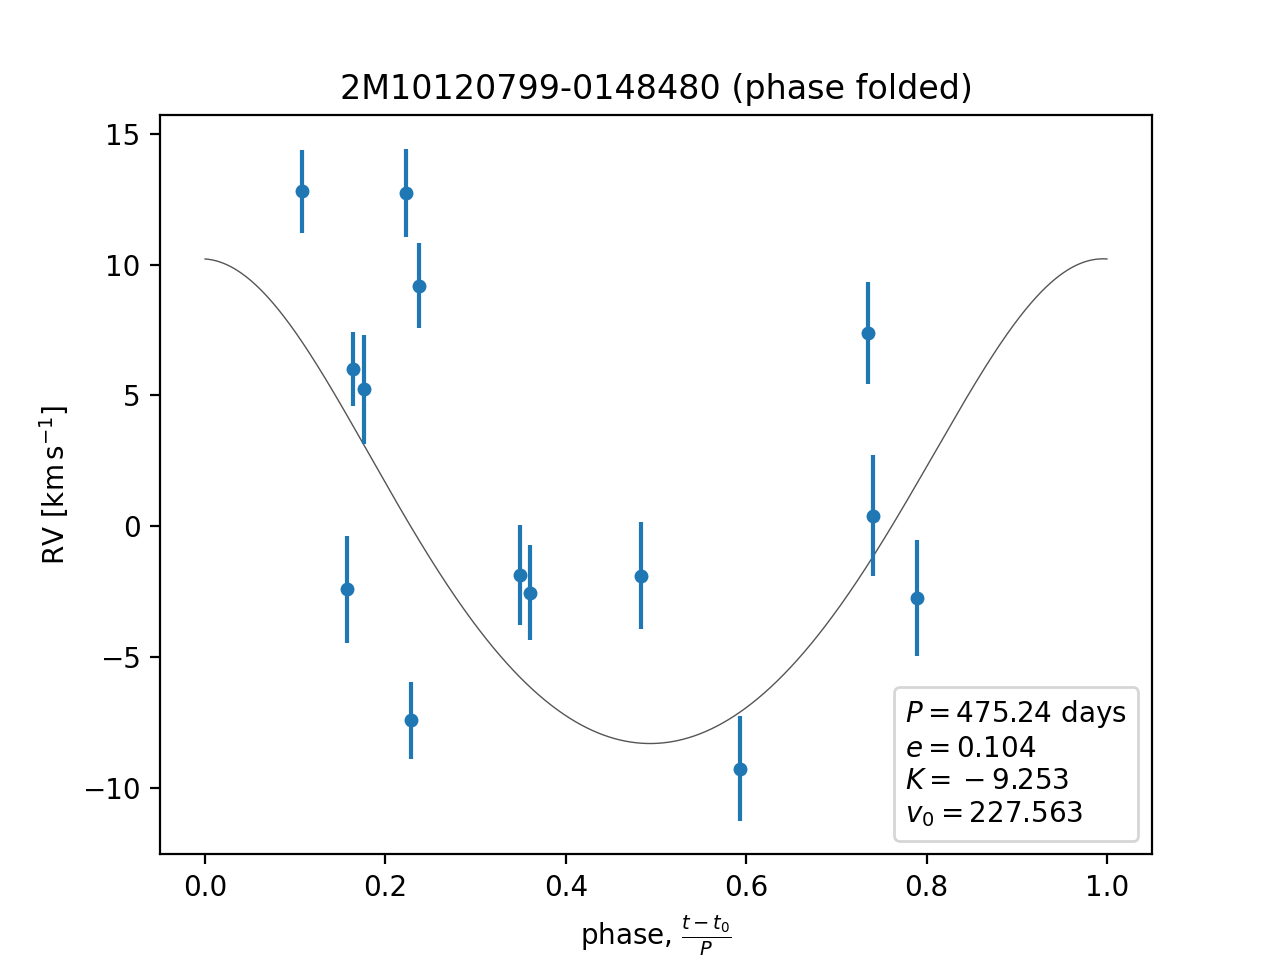 2M10120799-0148480 (phase folded)
15
10
5
0
−5
−10
RV [km s⁻¹]
P = 475.24 days
e = 0.104
K = −9.253
v₀ = 227.563
0.0 0.2 0.4 0.6 0.8 1.0
phase, (t − t₀)/P